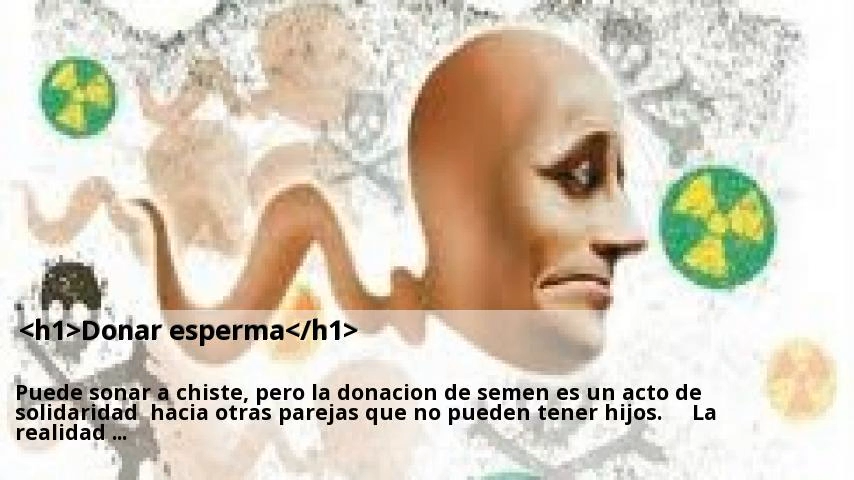 <h1>Donar esperma</h1>
Puede sonar a chiste, pero la donacion de semen es un acto de
solidaridad  hacia otras parejas que no pueden tener hijos.     La
realidad ...